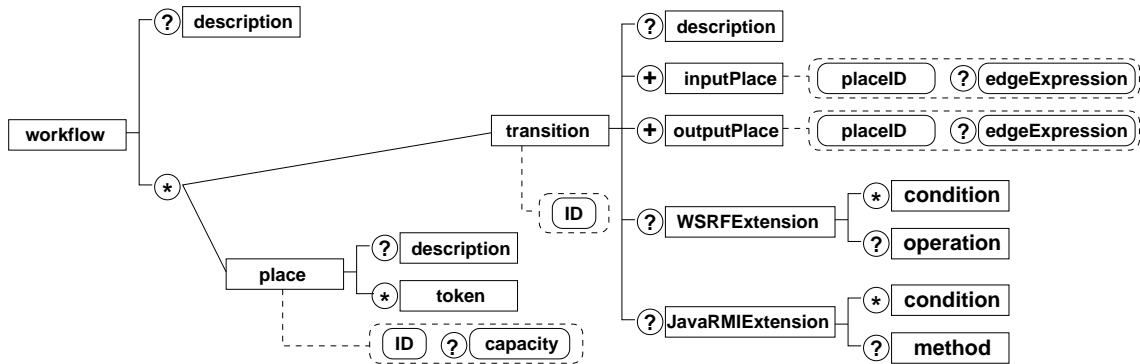 ? description
workflow
*
transition
? description
+ inputPlace placeID ? edgeExpression
+ outputPlace placeID ? edgeExpression
ID
? WSRFExtension
* condition
? operation
? JavaRMIExtension
* condition
? method
place
? description
* token
ID ? capacity